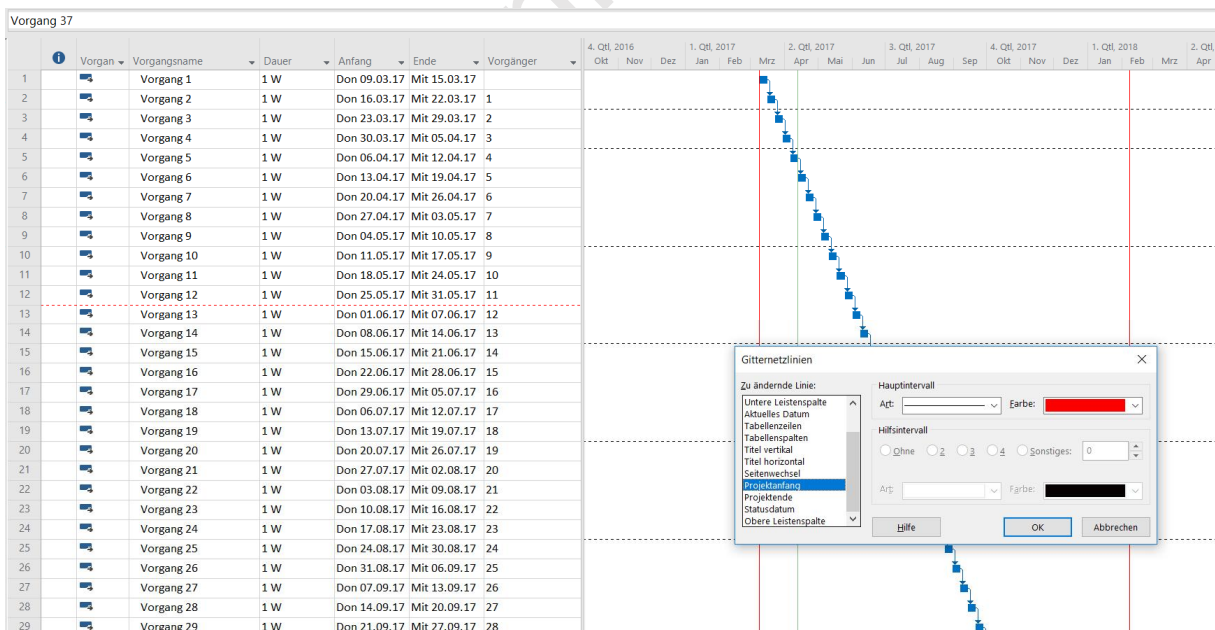 Vorgang 37
4. Qtl, 2016 1. Qtl, 2017 2. Qtl, 2017 3. Qtl, 2017 4. Qtl, 2017 1. Qtl, 2018 2. Qtl,
Vorgan Vorgangsname Dauer Anfang Ende Vorgänger Okt Nov Dez Jan Feb Mrz Apr Mai Jun Jul Aug Sep Okt Nov Dez Jan Feb Mrz Apr
1 Vorgang 1 1 W Don 09.03.17 Mit 15.03.17
2 Vorgang 2 1 W Don 16.03.17 Mit 22.03.17 1
3 Vorgang 3 1 W Don 23.03.17 Mit 29.03.17 2
4 Vorgang 4 1 W Don 30.03.17 Mit 05.04.17 3
5 Vorgang 5 1 W Don 06.04.17 Mit 12.04.17 4
6 Vorgang 6 1 W Don 13.04.17 Mit 19.04.17 5
7 Vorgang 7 1 W Don 20.04.17 Mit 26.04.17 6
8 Vorgang 8 1 W Don 27.04.17 Mit 03.05.17 7
9 Vorgang 9 1 W Don 04.05.17 Mit 10.05.17 8
10 Vorgang 10 1 W Don 11.05.17 Mit 17.05.17 9
11 Vorgang 11 1 W Don 18.05.17 Mit 24.05.17 10
12 Vorgang 12 1 W Don 25.05.17 Mit 31.05.17 11
13 Vorgang 13 1 W Don 01.06.17 Mit 07.06.17 12
14 Vorgang 14 1 W Don 08.06.17 Mit 14.06.17 13
15 Vorgang 15 1 W Don 15.06.17 Mit 21.06.17 14
16 Vorgang 16 1 W Don 22.06.17 Mit 28.06.17 15
17 Vorgang 17 1 W Don 29.06.17 Mit 05.07.17 16
18 Vorgang 18 1 W Don 06.07.17 Mit 12.07.17 17
19 Vorgang 19 1 W Don 13.07.17 Mit 19.07.17 18
20 Vorgang 20 1 W Don 20.07.17 Mit 26.07.17 19
21 Vorgang 21 1 W Don 27.07.17 Mit 02.08.17 20
22 Vorgang 22 1 W Don 03.08.17 Mit 09.08.17 21
23 Vorgang 23 1 W Don 10.08.17 Mit 16.08.17 22
24 Vorgang 24 1 W Don 17.08.17 Mit 23.08.17 23
25 Vorgang 25 1 W Don 24.08.17 Mit 30.08.17 24
26 Vorgang 26 1 W Don 31.08.17 Mit 06.09.17 25
27 Vorgang 27 1 W Don 07.09.17 Mit 13.09.17 26
28 Vorgang 28 1 W Don 14.09.17 Mit 20.09.17 27
29 Vorgang 29 1 W Don 21.09.17 Mit 27.09.17 28
Gitternetzlinien
Zu ändernde Linie:
Untere Leistenspalte
Aktuelles Datum
Tabellenzeilen
Tabellenspalten
Titel vertikal
Titel horizontal
Seitenwechsel
Projektanfang
Projektende
Statusdatum
Obere Leistenspalte
Hauptintervall
Art: Farbe:
Hilfsintervall
Ohne 2 3 4 Sonstiges: 0
Art: Farbe:
Hilfe OK Abbrechen